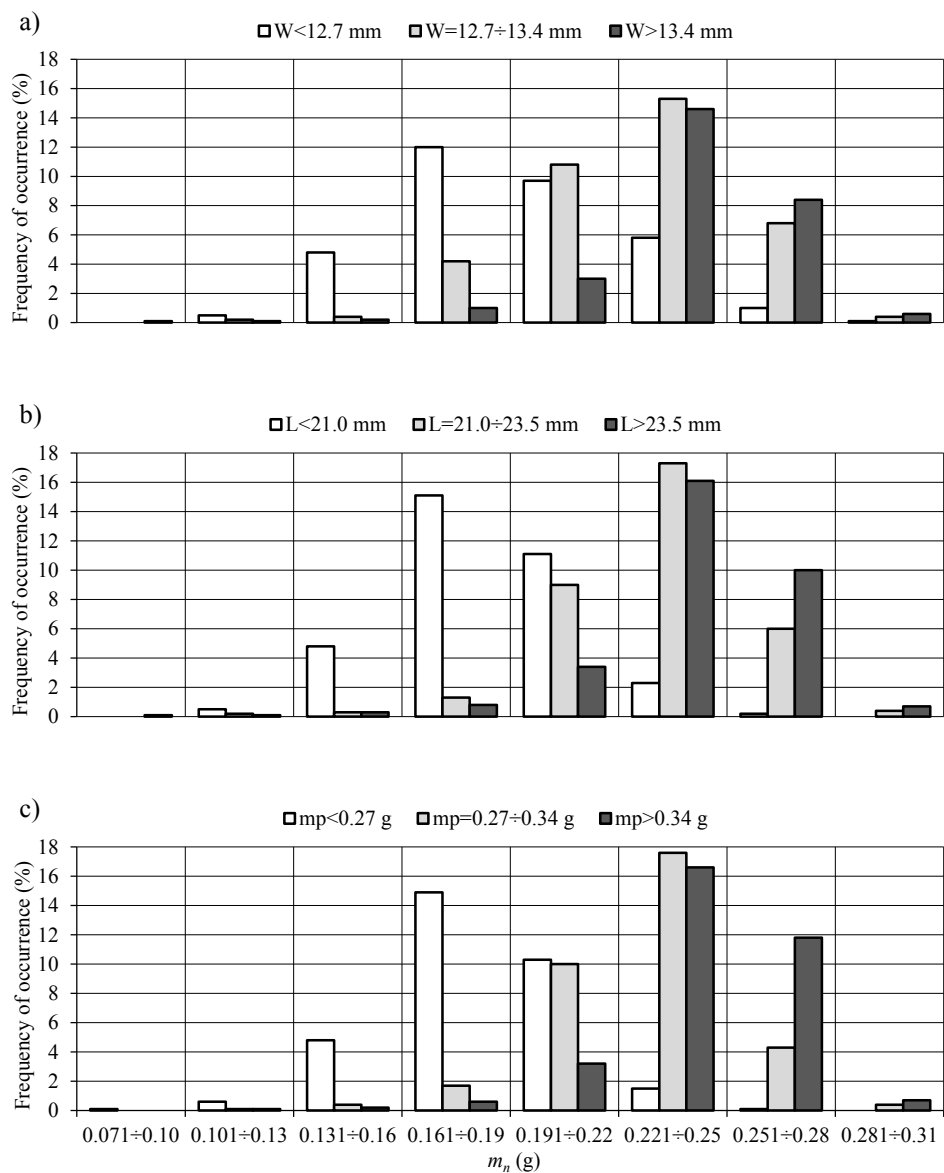 a)
W<12.7 mm W=12.7÷13.4 mm W>13.4 mm
Frequency of occurrence (%)
18
16
14
12
10
8
6
4
2
0
b)
L<21.0 mm L=21.0÷23.5 mm L>23.5 mm
Frequency of occurrence (%)
18
16
14
12
10
8
6
4
2
0
c)
mp<0.27 g mp=0.27÷0.34 g mp>0.34 g
Frequency of occurrence (%)
18
16
14
12
10
8
6
4
2
0
0.071÷0.10 0.101÷0.13 0.131÷0.16 0.161÷0.19 0.191÷0.22 0.221÷0.25 0.251÷0.28 0.281÷0.31
mn (g)